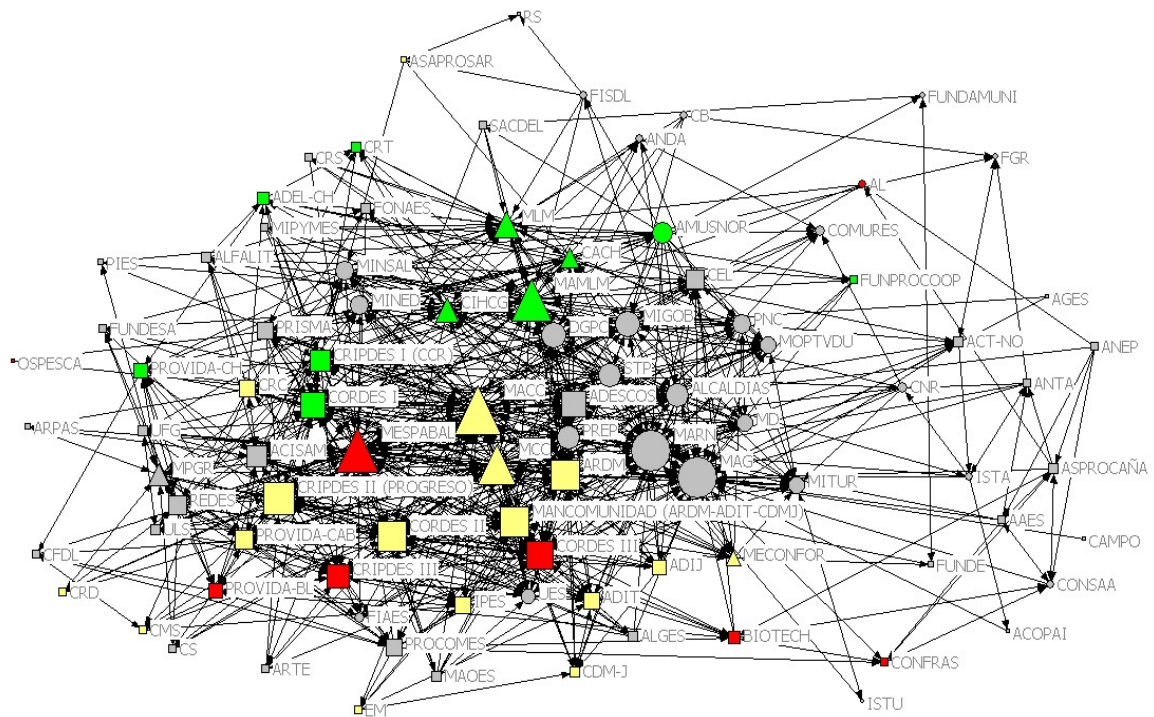 RS
ASAPROSAR
FISDL
FUNDAMUNI
CB
SACDEL
ANDA
CRT
CRS
FGR
AL
ADEL-CH
FONAES
MLM
MIPYMES
AMUSNOR
COMURES
ALFALIT
CACH
PIES
MINSAL
CEL
FUNPROCOOP
MAMLM
AGES
MINED
CIHCG
FUNDESA
PRISMA
DGPC
MIGOB
PNC
ACT-NO
ANEP
MOPTVDU
OSPESCA
CRIPDES I (CCR)
PROVIDA-CH
STP
CRC
MACC
ALCALDIAS
CNR
ANTA
CORDES I
ADESCOS
ARPAS
UFG
MESPABAL
PREP
MD
ACISAM
MCC
MARN
MPGR
ARDM
MAG
ISTA
ASPROCAÑA
CRIPDES II (PROGRESO)
MITUR
REDES
MANCOMUNIDAD (ARDM-ADIT-CDMJ)
AAES
ULS
CORDES II
PROVIDA-CAB
CAMPO
CFDL
CORDES III
ADIJ
MECONFOR
FUNDE
CRIPDES III
CONSAA
CRD
PROVIDA-BL
UES
IPES
ADIT
FIAES
CMS
ACOPAI
ALGES
BIOTECH
CS
PROCOMES
CONFRAS
ARTE
MAOES
CDM-J
ISTU
EM